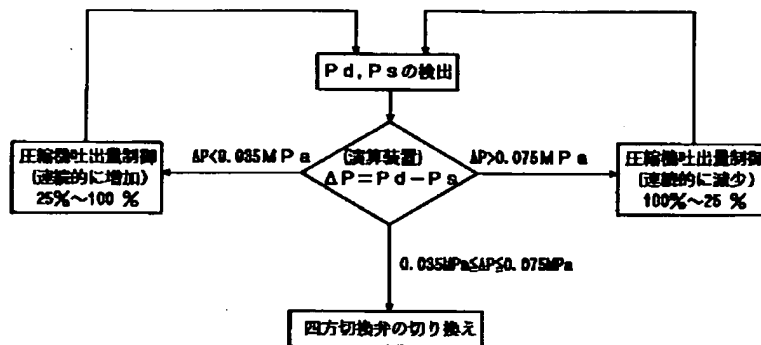 Pd,Psの検出
圧縮機吐出量制御
(連続的に増加)
25%～100 %
ΔP<0.035MPa
(演算装置)
ΔP=Pd-Ps
ΔP>0.075MPa
圧縮機吐出量制御
(連続的に減少)
100%～25 %
0.035MPa≦ΔP≦0.075MPa
四方切換弁の切り換え